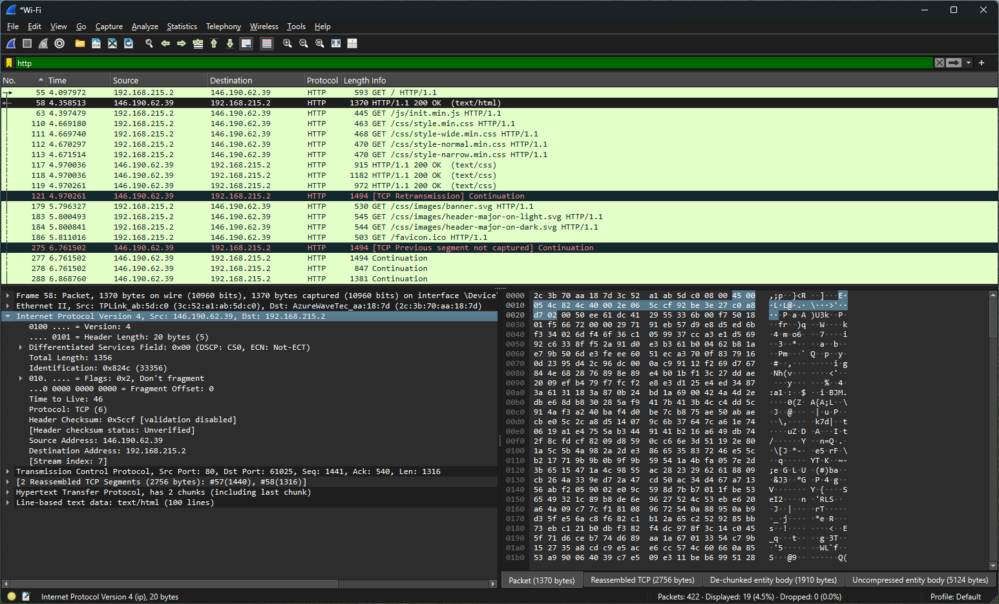 *Wi-Fi
File Edit View Go Capture Analyze Statistics Telephony Wireless Tools Help
http
No. Time Source Destination Protocol Length Info
55 4.097972 192.168.215.2 146.190.62.39 HTTP 593 GET / HTTP/1.1
58 4.358513 146.190.62.39 192.168.215.2 HTTP 1370 HTTP/1.1 200 OK (text/html)
63 4.397479 192.168.215.2 146.190.62.39 HTTP 445 GET /js/init.min.js HTTP/1.1
110 4.669180 192.168.215.2 146.190.62.39 HTTP 463 GET /css/style.min.css HTTP/1.1
111 4.669740 192.168.215.2 146.190.62.39 HTTP 468 GET /css/style-wide.min.css HTTP/1.1
112 4.670297 192.168.215.2 146.190.62.39 HTTP 470 GET /css/style-normal.min.css HTTP/1.1
113 4.671514 192.168.215.2 146.190.62.39 HTTP 470 GET /css/style-narrow.min.css HTTP/1.1
117 4.970036 146.190.62.39 192.168.215.2 HTTP 915 HTTP/1.1 200 OK (text/css)
118 4.970036 146.190.62.39 192.168.215.2 HTTP 1182 HTTP/1.1 200 OK (text/css)
119 4.970261 146.190.62.39 192.168.215.2 HTTP 972 HTTP/1.1 200 OK (text/css)
121 4.970261 146.190.62.39 192.168.215.2 HTTP 1494 [TCP Retransmission] Continuation
179 5.796327 192.168.215.2 146.190.62.39 HTTP 530 GET /css/images/banner.svg HTTP/1.1
183 5.800493 192.168.215.2 146.190.62.39 HTTP 545 GET /css/images/header-major-on-light.svg HTTP/1.1
184 5.800841 192.168.215.2 146.190.62.39 HTTP 544 GET /css/images/header-major-on-dark.svg HTTP/1.1
186 5.811016 192.168.215.2 146.190.62.39 HTTP 503 GET /favicon.ico HTTP/1.1
275 6.761502 146.190.62.39 192.168.215.2 HTTP 1494 [TCP Previous segment not captured] Continuation
277 6.761502 146.190.62.39 192.168.215.2 HTTP 1494 Continuation
278 6.761502 146.190.62.39 192.168.215.2 HTTP 847 Continuation
288 6.868760 146.190.62.39 192.168.215.2 HTTP 1381 Continuation
Frame 58: Packet, 1370 bytes on wire (10960 bits), 1370 bytes captured (10960 bits) on interface \Device\
Ethernet II, Src: TPLink_ab:5d:c0 (3c:52:a1:ab:5d:c0), Dst: AzureWaveTec_aa:18:7d (2c:3b:70:aa:18:7d)
Internet Protocol Version 4, Src: 146.190.62.39, Dst: 192.168.215.2
0100 .... = Version: 4
.... 0101 = Header Length: 20 bytes (5)
Differentiated Services Field: 0x00 (DSCP: CS0, ECN: Not-ECT)
Total Length: 1356
Identification: 0x824c (33356)
010. .... = Flags: 0x2, Don't fragment
...0 0000 0000 0000 = Fragment Offset: 0
Time to Live: 46
Protocol: TCP (6)
Header Checksum: 0x5ccf [validation disabled]
[Header checksum status: Unverified]
Source Address: 146.190.62.39
Destination Address: 192.168.215.2
[Stream index: 7]
Transmission Control Protocol, Src Port: 80, Dst Port: 61025, Seq: 1441, Ack: 540, Len: 1316
[2 Reassembled TCP Segments (2756 bytes): #57(1440), #58(1316)]
Hypertext Transfer Protocol, has 2 chunks (including last chunk)
Line-based text data: text/html (100 lines)
0000 2c 3b 70 aa 18 7d 3c 52 a1 ab 5d c0 08 00 45 00
0010 05 4c 82 4c 40 00 2e 06 5c cf 92 be 3e 27 c0 a8
0020 d7 02 00 50 ee 61 dc 41 29 55 33 6b 00 f7 50 18
0030 01 f5 66 72 00 00 29 71 91 eb 57 d9 e8 d5 ed 6b
0040 f3 34 02 6d f4 6f 36 c1 05 99 37 cc a3 e1 d5 69
0050 92 c6 33 8f f5 2a 91 d0 e3 b3 61 b0 04 62 b8 1a
0060 e7 9b 50 6d e3 fe ee 60 51 ec a3 70 0f 83 79 16
0070 0d 23 95 d4 2c 96 dc 00 0a c9 91 12 f2 69 d7 67
0080 84 4e 68 28 76 89 8e 89 e4 b0 1b f1 3c 27 dd ae
0090 20 09 ef b4 79 f7 fc f2 e8 e3 d1 25 e4 ed 34 87
00a0 3a 61 31 18 3a 87 0b 24 bd 1a 69 00 42 4a 4d 2e
00b0 db e6 8d b8 30 28 5a f9 41 7b 41 3b 4c c4 dd 5c
00c0 91 4a f3 a2 40 ba f4 d0 be 7c b8 75 ae 50 ab ae
00d0 cb e0 5c 2c a8 d5 14 07 9c 6b 37 64 7c a6 1e 74
00e0 06 19 a1 e4 75 5a b3 44 91 41 b2 16 a6 49 db 74
00f0 2f 8c fd cf 82 09 d8 59 0c c6 6e 3d 51 19 2e 80
0100 1a 5c 5b 4a 98 2a 2d e3 86 65 35 83 72 46 e5 5c
0110 b2 17 71 9b 9b 0b 9f 9b 59 54 1a 4b fa 05 7e 2d
0120 3b 65 15 47 1a 4c 98 55 ac 28 23 29 62 61 88 09
0130 cb 26 4a 33 9e d7 2a 47 cd 50 ac 34 d4 67 a7 13
0140 56 ab f2 05 90 02 e0 9c 59 8d 7b b7 01 1f be 53
0150 65 49 32 1c 89 b8 de 6e 96 27 52 4c 53 eb e6 20
0160 a6 4a 09 c7 7c f1 81 08 96 72 54 0a 88 95 0a b9
0170 d3 5f e5 6a c8 f6 82 c1 b1 2a 65 c2 52 92 85 bb
0180 73 eb c1 21 b0 db f3 82 f4 dc 97 8f 3c 14 c0 45
0190 5f 71 d6 ce b7 74 d6 89 aa 1a 67 01 33 54 c7 9b
01a0 15 27 35 a8 cd c9 e5 ac e6 cc 57 4c 60 66 0a 85
01b0 53 a9 90 06 40 39 c7 e5 09 e3 11 be b6 99 51 28
Packet (1370 bytes) Reassembled TCP (2756 bytes) De-chunked entity body (1910 bytes) Uncompressed entity body (5124 bytes)
Internet Protocol Version 4 (ip), 20 bytes Packets: 422 · Displayed: 19 (4.5%) · Dropped: 0 (0.0%) Profile: Default